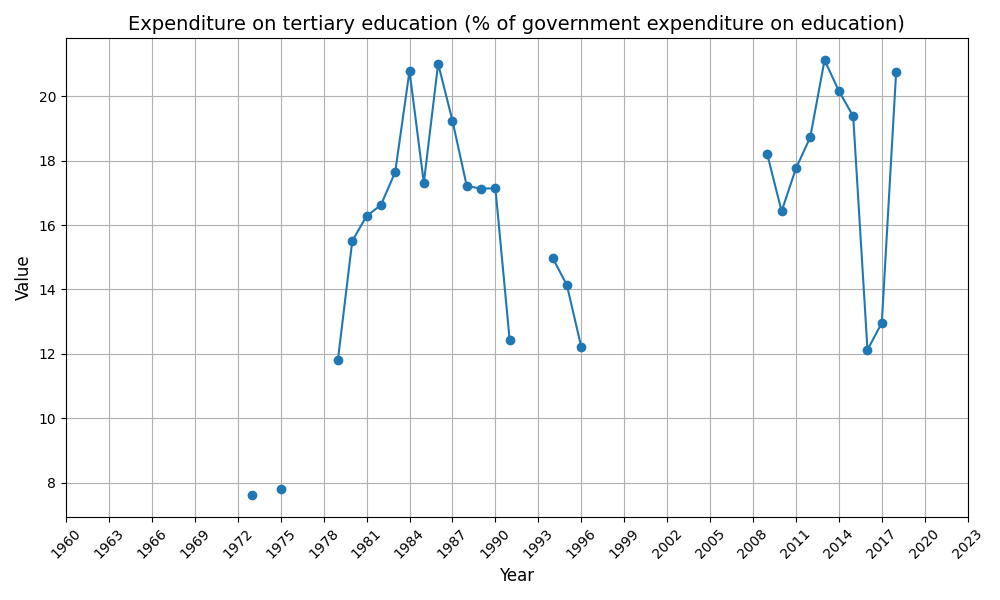 Expenditure on tertiary education (% of government expenditure on education)
Value
20
18
16
14
12
10
8
1960 1963 1966 1969 1972 1975 1978 1981 1984 1987 1990 1993 1996 1999 2002 2005 2008 2011 2014 2017 2020 2023
Year